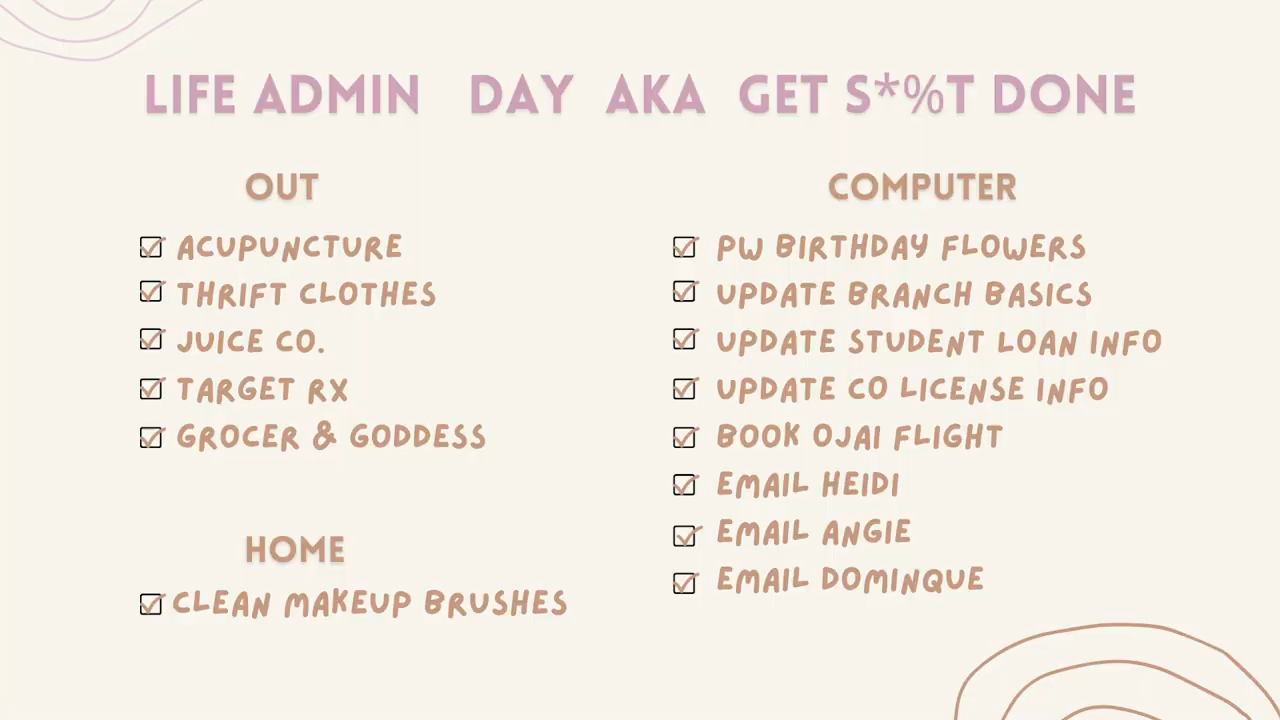 LIFE ADMIN DAY AKA GET S*%T DONE
OUT
ACUPUNCTURE
THRIFT CLOTHES
JUICE CO.
TARGET RX
GROCER & GODDESS
HOME
CLEAN MAKEUP BRUSHES
COMPUTER
PW BIRTHDAY FLOWERS
UPDATE BRANCH BASICS
UPDATE STUDENT LOAN INFO
UPDATE CO LICENSE INFO
BOOK OJAI FLIGHT
EMAIL HEIDI
EMAIL ANGIE
EMAIL DOMINQUE